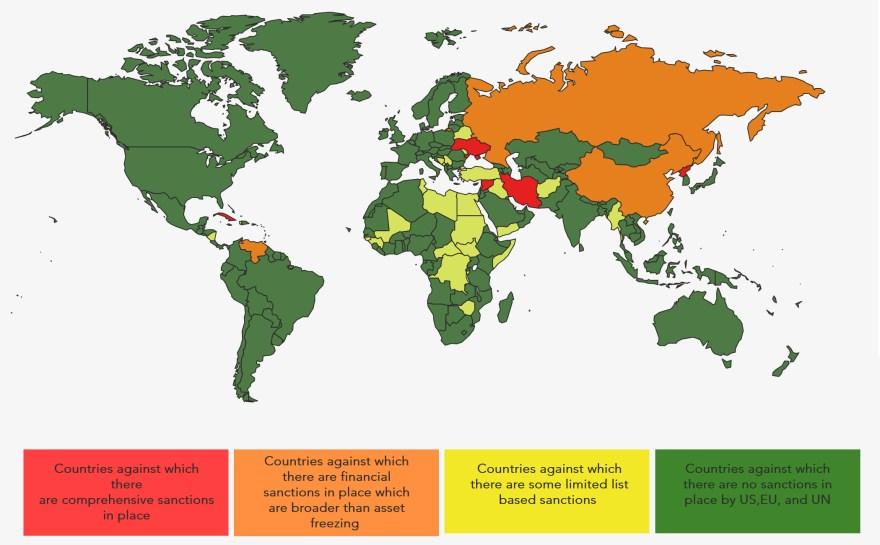 Countries against which
there
are comprehensive sanctions
in place
Countries against which
there are financial
sanctions in place which
are broader than asset
freezing
Countries against which
there are some limited list
based sanctions
Countries against which
there are no sanctions in
place by US,EU, and UN